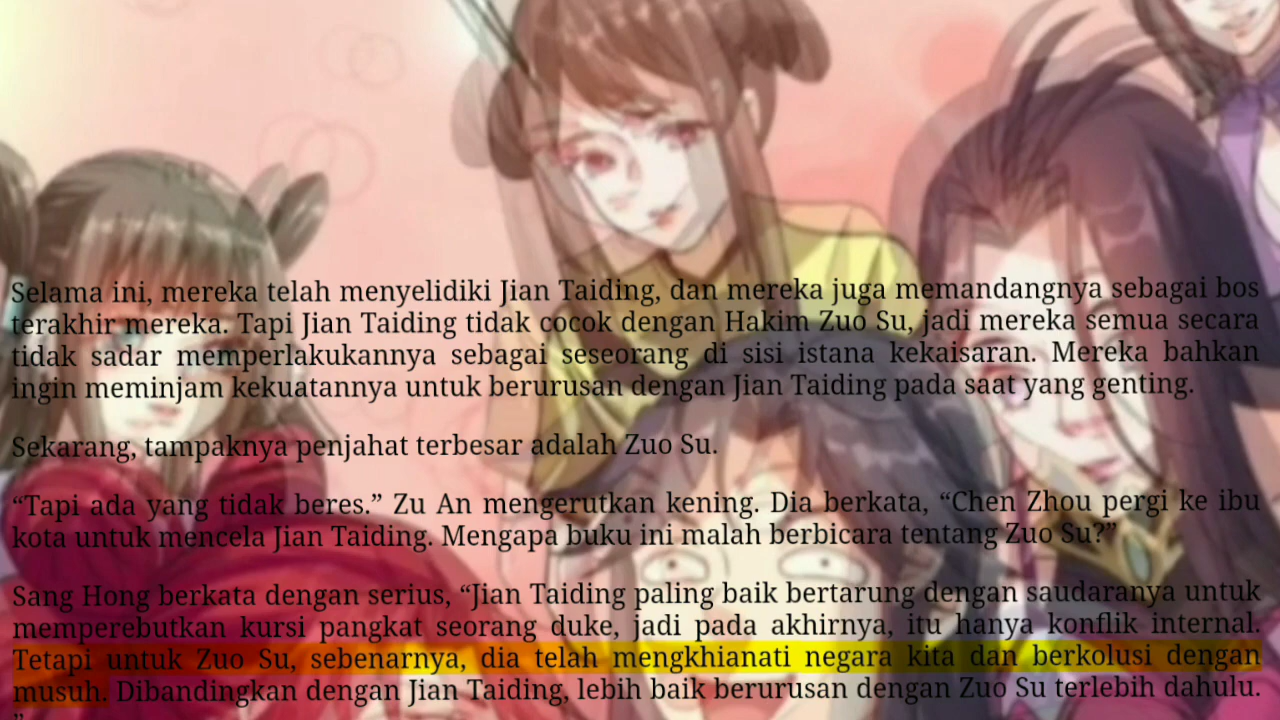 Selama ini, mereka telah menyelidiki Jian Taiding, dan mereka juga memandangnya sebagai bos
terakhir mereka. Tapi Jian Taiding tidak cocok dengan Hakim Zuo Su, jadi mereka semua secara
tidak sadar memperlakukannya sebagai seseorang di sisi istana kekaisaran. Mereka bahkan
ingin meminjam kekuatannya untuk berurusan dengan Jian Taiding pada saat yang genting.
Sekarang, tampaknya penjahat terbesar adalah Zuo Su.
“Tapi ada yang tidak beres.” Zu An mengerutkan kening. Dia berkata, “Chen Zhou pergi ke ibu
kota untuk mencela Jian Taiding. Mengapa buku ini malah berbicara tentang Zuo Su?”
Sang Hong berkata dengan serius, “Jian Taiding paling baik bertarung dengan saudaranya untuk
memperebutkan kursi pangkat seorang duke, jadi pada akhirnya, itu hanya konflik internal.
Tetapi untuk Zuo Su, sebenarnya, dia telah mengkhianati negara kita dan berkolusi dengan
musuh. Dibandingkan dengan Jian Taiding, lebih baik berurusan dengan Zuo Su terlebih dahulu.
”